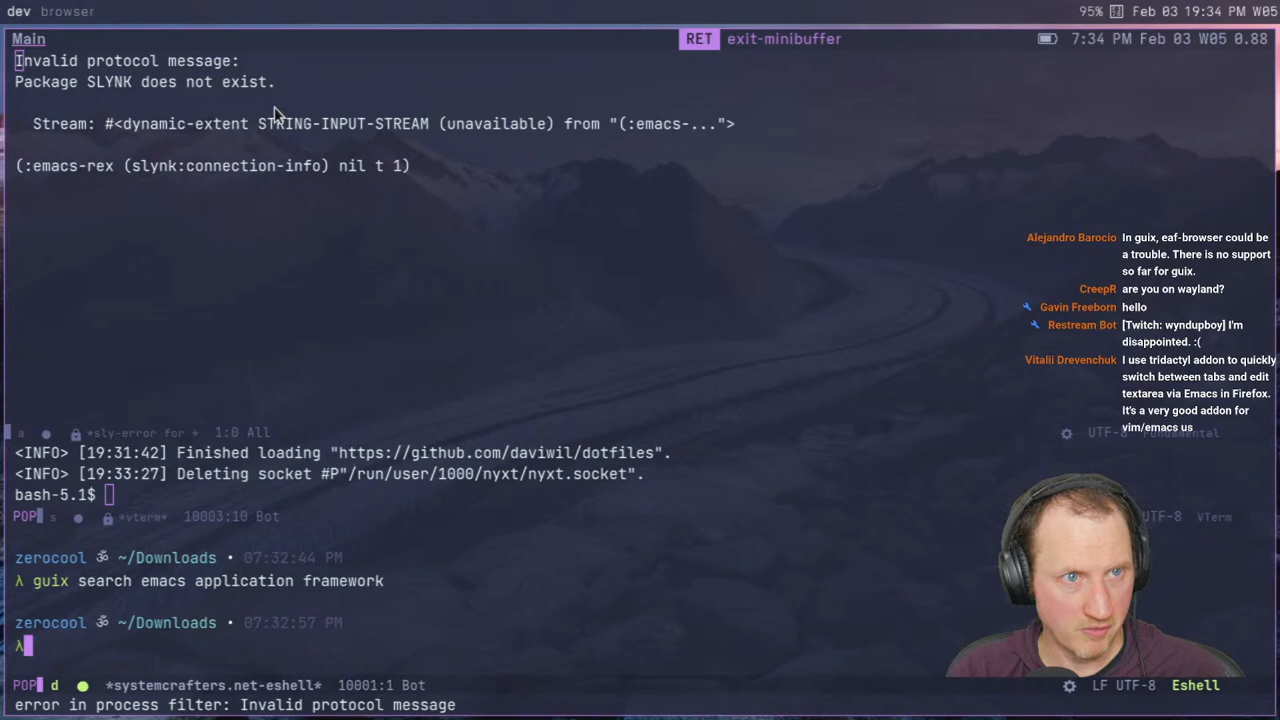 dev browser
95% Feb 03 19:34 PM W05
Main
RET exit-minibuffer
7:34 PM Feb 03 W05 0.88
Invalid protocol message:
Package SLYNK does not exist.
Stream: #<dynamic-extent STRING-INPUT-STREAM (unavailable) from "(:emacs-...">
(:emacs-rex (slynk:connection-info) nil t 1)
Alejandro Barocio In guix, eaf-browser could be
a trouble. There is no support
so far for guix.
CreepR are you on wayland?
Gavin Freeborn hello
Restream Bot [Twitch: wyndupboy] I'm
disappointed. :(
Vitalii Drevenchuk I use tridactyl addon to quickly
switch between tabs and edit
textarea via Emacs in Firefox.
It's a very good addon for
vim/emacs us
a *sly-error for * 1:0 All
UTF-8 Fundamental
<INFO> [19:31:42] Finished loading "https://github.com/daviwil/dotfiles".
<INFO> [19:33:27] Deleting socket #P"/run/user/1000/nyxt/nyxt.socket".
bash-5.1$
POP s *vterm* 10003:10 Bot
UTF-8 VTerm
zerocool ॐ ~/Downloads • 07:32:44 PM
λ guix search emacs application framework
zerocool ॐ ~/Downloads • 07:32:57 PM
λ
POP d *systemcrafters.net-eshell* 10001:1 Bot
LF UTF-8 Eshell
error in process filter: Invalid protocol message